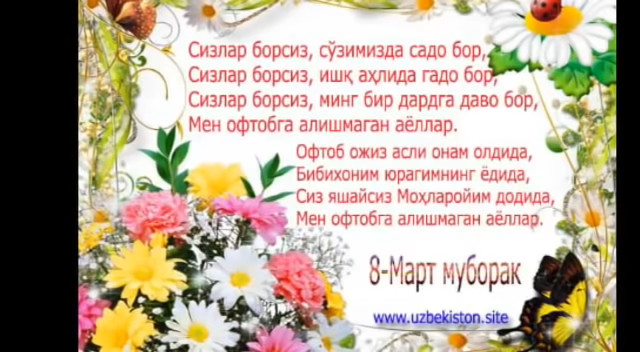 Сизлар борсиз, сўзимизда садо бор,
Сизлар борсиз, ишқ аҳлида гадо бор,
Сизлар борсиз, минг бир дардга даво бор,
Мен офтобга алишмаган аёллар.
Офтоб ожиз асли онам олдида,
Бибихоним юрагимнинг ёдида,
Сиз яшайсиз Моҳларойим додида,
Мен офтобга алишмаган аёллар.
8-Март муборак
www.uzbekiston.site